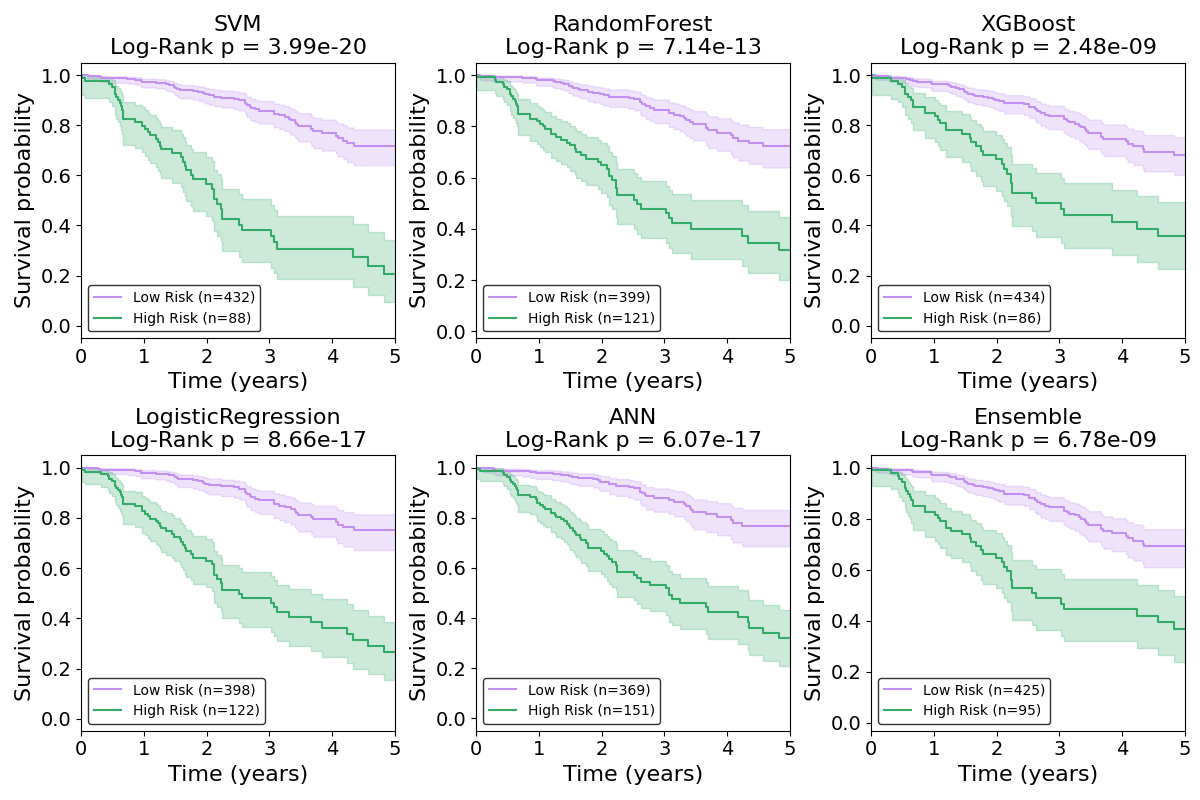 SVM
Log-Rank p = 3.99e-20
Survival probability
1.0
0.8
0.6
0.4
0.2
0.0
Low Risk (n=432)
High Risk (n=88)
0 1 2 3 4 5
Time (years)
RandomForest
Log-Rank p = 7.14e-13
Survival probability
1.0
0.8
0.6
0.4
0.2
0.0
Low Risk (n=399)
High Risk (n=121)
0 1 2 3 4 5
Time (years)
XGBoost
Log-Rank p = 2.48e-09
Survival probability
1.0
0.8
0.6
0.4
0.2
0.0
Low Risk (n=434)
High Risk (n=86)
0 1 2 3 4 5
Time (years)
LogisticRegression
Log-Rank p = 8.66e-17
Survival probability
1.0
0.8
0.6
0.4
0.2
0.0
Low Risk (n=398)
High Risk (n=122)
0 1 2 3 4 5
Time (years)
ANN
Log-Rank p = 6.07e-17
Survival probability
1.0
0.8
0.6
0.4
0.2
0.0
Low Risk (n=369)
High Risk (n=151)
0 1 2 3 4 5
Time (years)
Ensemble
Log-Rank p = 6.78e-09
Survival probability
1.0
0.8
0.6
0.4
0.2
0.0
Low Risk (n=425)
High Risk (n=95)
0 1 2 3 4 5
Time (years)